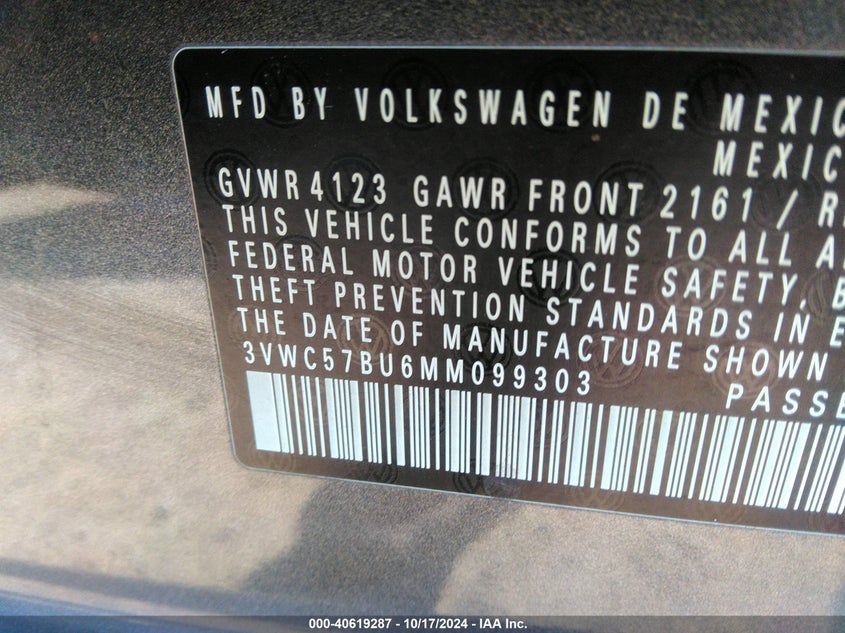 MFD BY VOLKSWAGEN DE MEXIC
MEXIC
GVWR 4123 GAWR FRONT 2161 / R
THIS VEHICLE CONFORMS TO ALL A
FEDERAL MOTOR VEHICLE SAFETY, B
THEFT PREVENTION STANDARDS IN E
THE DATE OF MANUFACTURE SHOWN
3VWC57BU6MM099303
PASSE
000-40619287 - 10/17/2024 - IAA Inc.